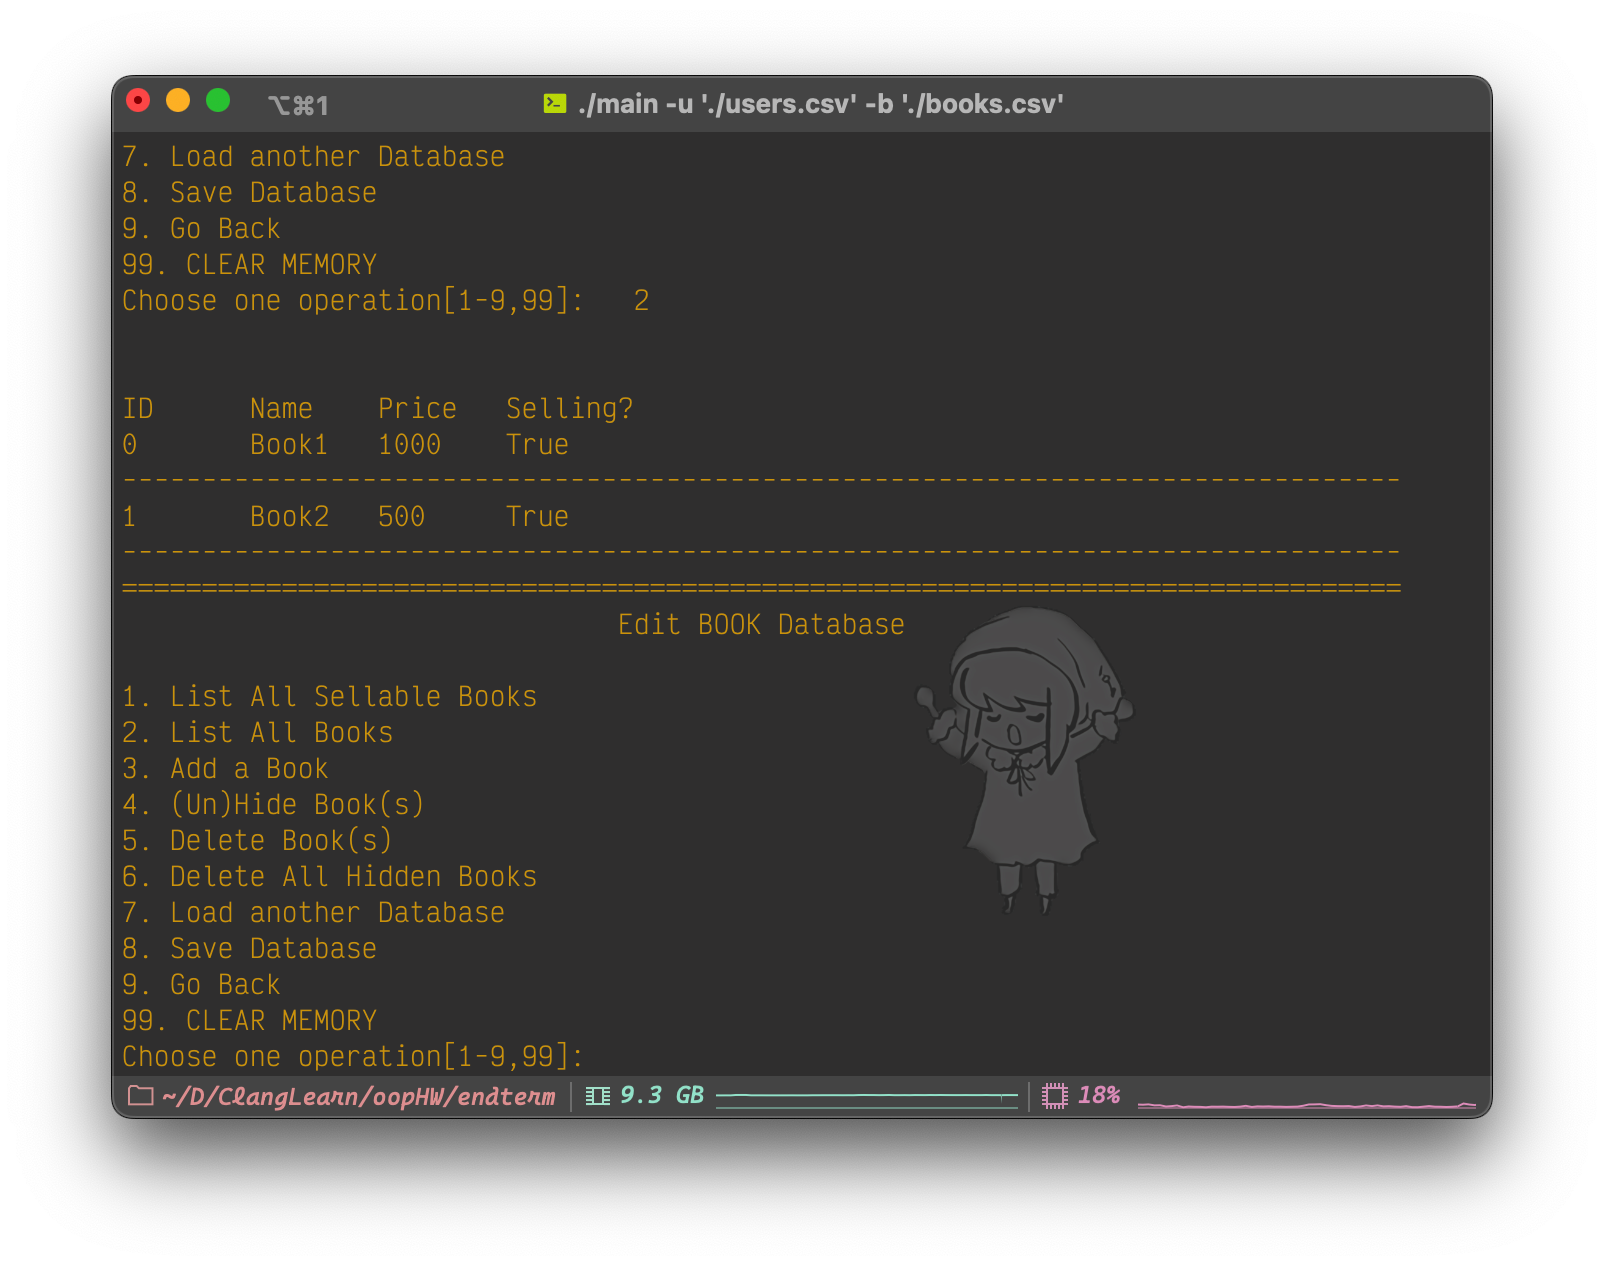 ⌥⌘1 ./main -u './users.csv' -b './books.csv'
7. Load another Database
8. Save Database
9. Go Back
99. CLEAR MEMORY
Choose one operation[1-9,99]:   2
ID      Name    Price   Selling?
0       Book1   1000    True
--------------------------------------------------------------------------------
1       Book2   500     True
--------------------------------------------------------------------------------
================================================================================
Edit BOOK Database
1. List All Sellable Books
2. List All Books
3. Add a Book
4. (Un)Hide Book(s)
5. Delete Book(s)
6. Delete All Hidden Books
7. Load another Database
8. Save Database
9. Go Back
99. CLEAR MEMORY
Choose one operation[1-9,99]:
~/D/ClangLearn/oopHW/endterm 9.3 GB 18%